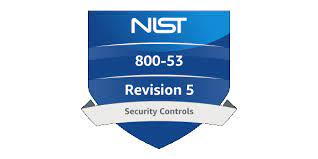 NIST
800-53
Revision 5
Security Controls